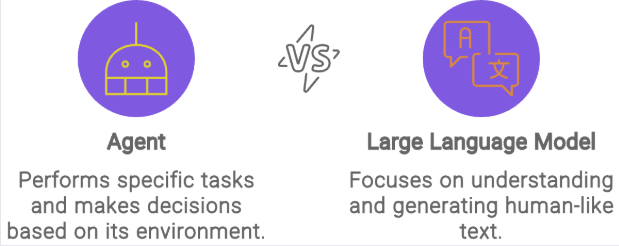 VS
A
文
Agent
Performs specific tasks
and makes decisions
based on its environment.
Large Language Model
Focuses on understanding
and generating human-like
text.